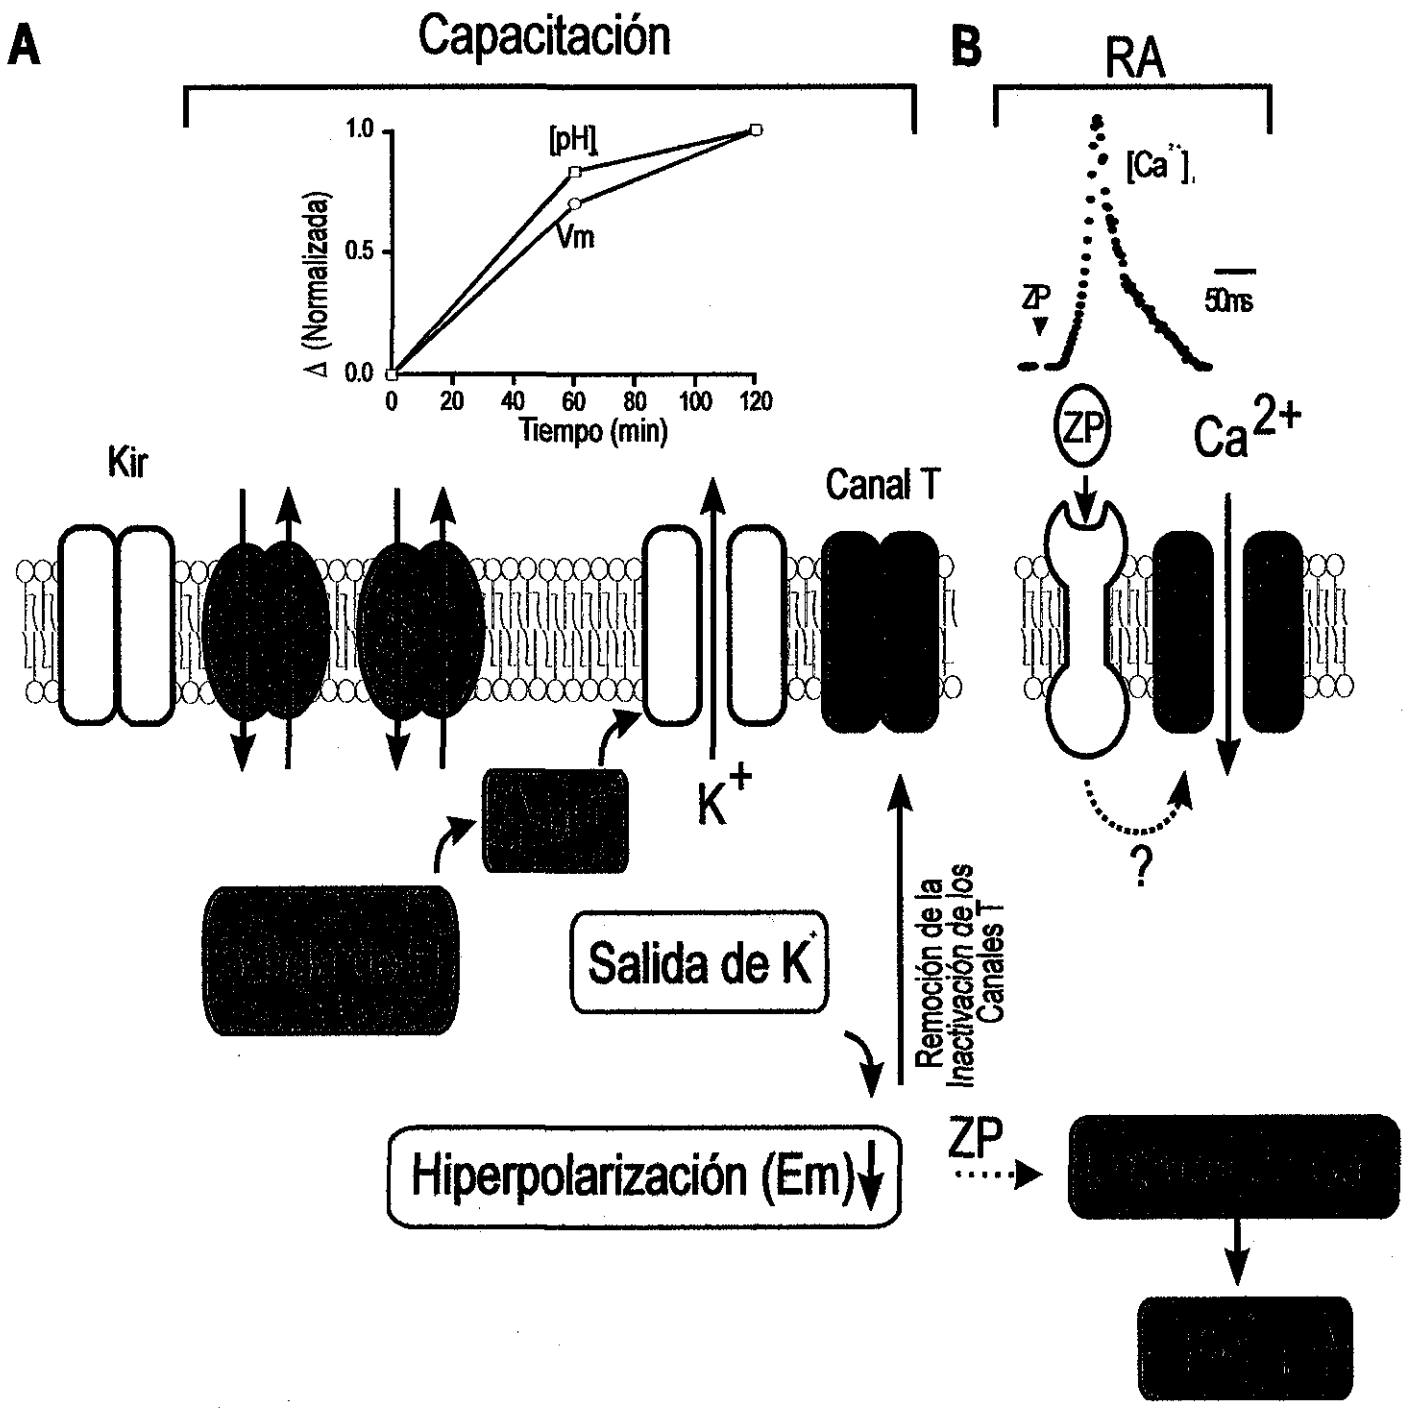 A
Capacitación
B
RA
1.0
[pH]i
[Ca2+]i
Δ (Normalizada)
0.5
Vm
50ms
ZP
0.0
0
20
40
60
80
100
120
Tiempo (min)
ZP
Ca2+
Kir
Canal T
K+
?
Salida de K+
Remoción de la
Inactivación de los
Canales T
Hiperpolarización (Em)
ZP